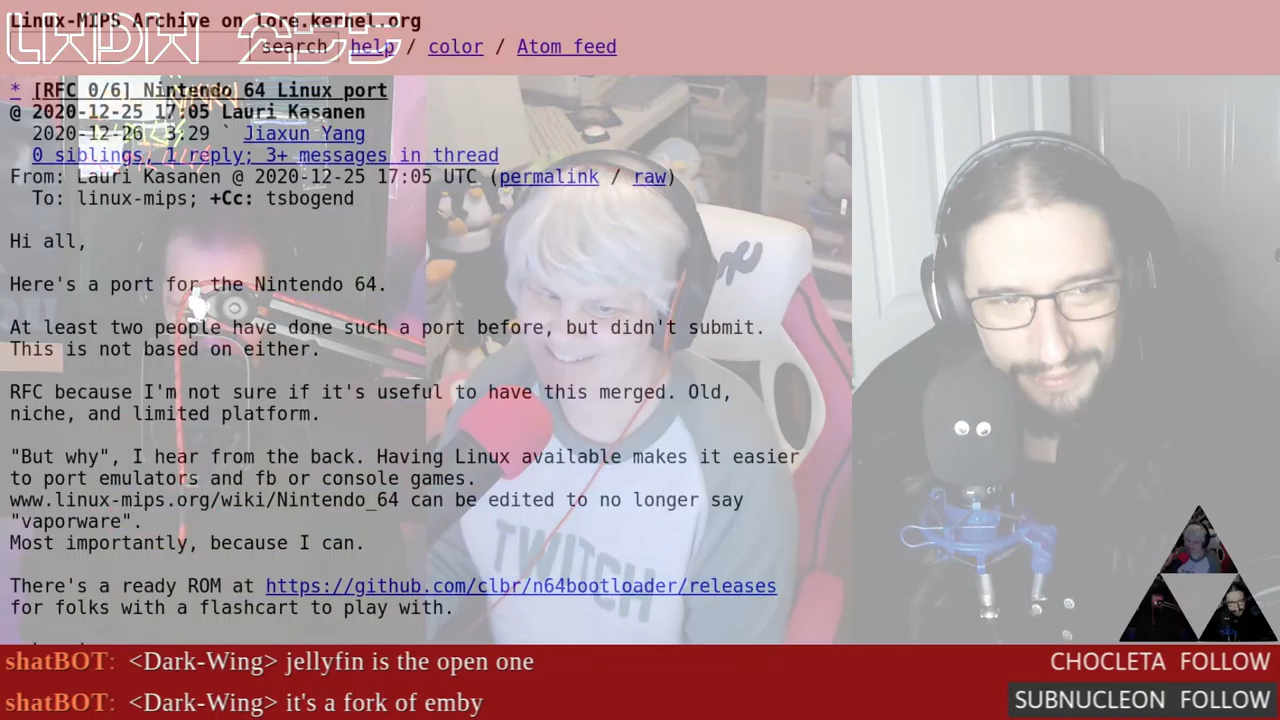 Linux-MIPS Archive on lore.kernel.org
LWDW 255
search help / color / Atom feed
* [RFC 0/6] Nintendo 64 Linux port
@ 2020-12-25 17:05 Lauri Kasanen
2020-12-26 3:29 ` Jiaxun Yang
0 siblings, 1 reply; 3+ messages in thread
From: Lauri Kasanen @ 2020-12-25 17:05 UTC (permalink / raw)
To: linux-mips; +Cc: tsbogend
Hi all,
Here's a port for the Nintendo 64.
At least two people have done such a port before, but didn't submit.
This is not based on either.
RFC because I'm not sure if it's useful to have this merged. Old,
niche, and limited platform.
"But why", I hear from the back. Having Linux available makes it easier
to port emulators and fb or console games.
www.linux-mips.org/wiki/Nintendo_64 can be edited to no longer say
"vaporware".
Most importantly, because I can.
There's a ready ROM at https://github.com/clbr/n64bootloader/releases
for folks with a flashcart to play with.
TWITCH
shatBOT: <Dark-Wing> jellyfin is the open one
shatBOT: <Dark-Wing> it's a fork of emby
CHOCLETA FOLLOW
SUBNUCLEON FOLLOW